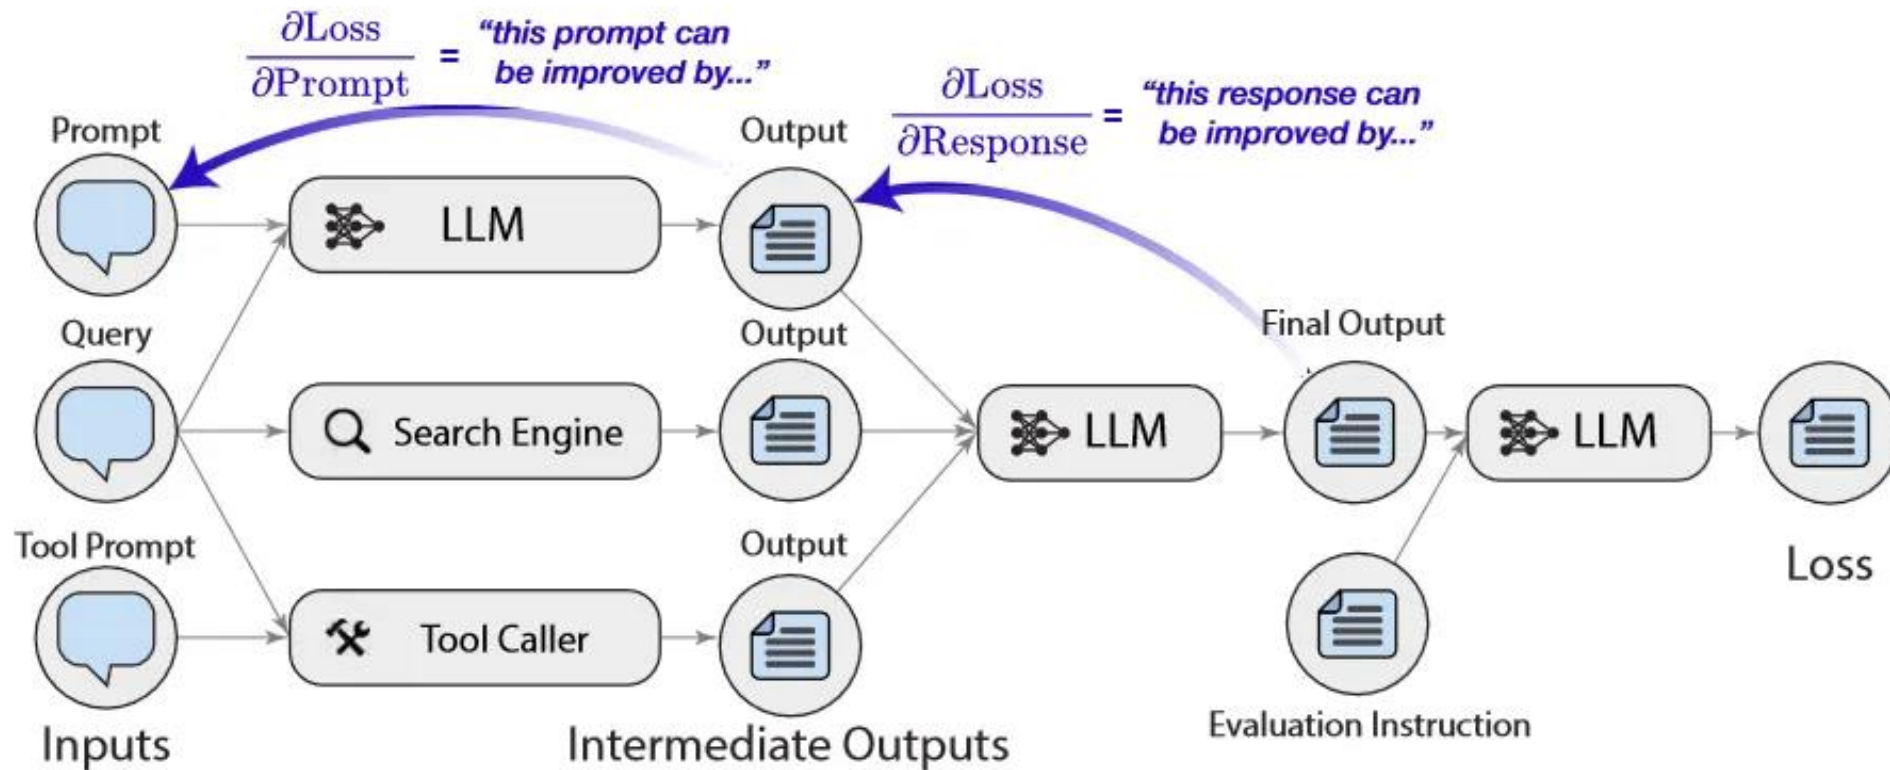 ∂Loss
∂Prompt
=
“this prompt can
be improved by...”
∂Loss
∂Response
=
“this response can
be improved by...”
Prompt
LLM
Output
Query
Search Engine
Output
Tool Prompt
Tool Caller
Output
LLM
Final Output
LLM
Loss
Evaluation Instruction
Inputs
Intermediate Outputs